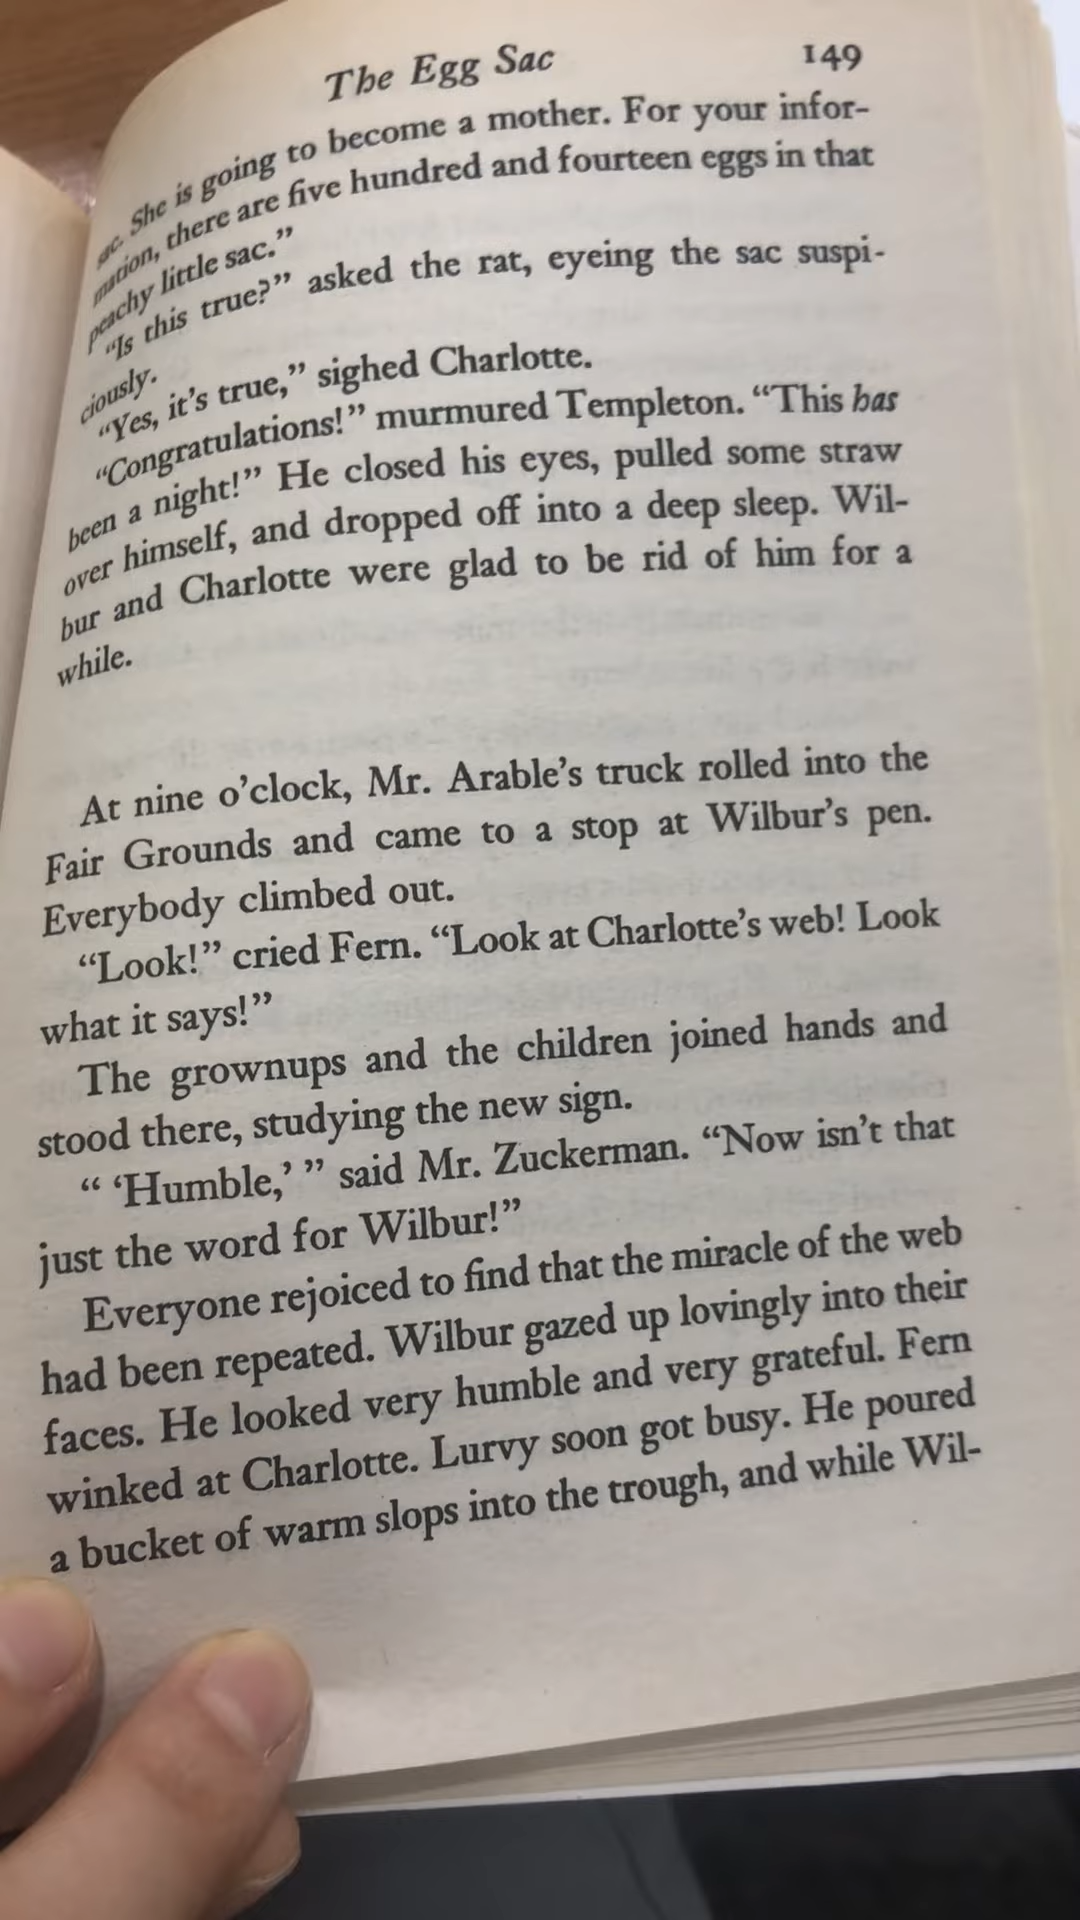 The Egg Sac 149
sac. She is going to become a mother. For your infor-
mation, there are five hundred and fourteen eggs in that
peachy little sac.”
“Is this true?” asked the rat, eyeing the sac suspi-
ciously.
“Yes, it’s true,” sighed Charlotte.
“Congratulations!” murmured Templeton. “This has
been a night!” He closed his eyes, pulled some straw
over himself, and dropped off into a deep sleep. Wil-
bur and Charlotte were glad to be rid of him for a
while.
At nine o’clock, Mr. Arable’s truck rolled into the
Fair Grounds and came to a stop at Wilbur’s pen.
Everybody climbed out.
“Look!” cried Fern. “Look at Charlotte’s web! Look
what it says!”
The grownups and the children joined hands and
stood there, studying the new sign.
“ ‘Humble,’ ” said Mr. Zuckerman. “Now isn’t that
just the word for Wilbur!”
Everyone rejoiced to find that the miracle of the web
had been repeated. Wilbur gazed up lovingly into their
faces. He looked very humble and very grateful. Fern
winked at Charlotte. Lurvy soon got busy. He poured
a bucket of warm slops into the trough, and while Wil-